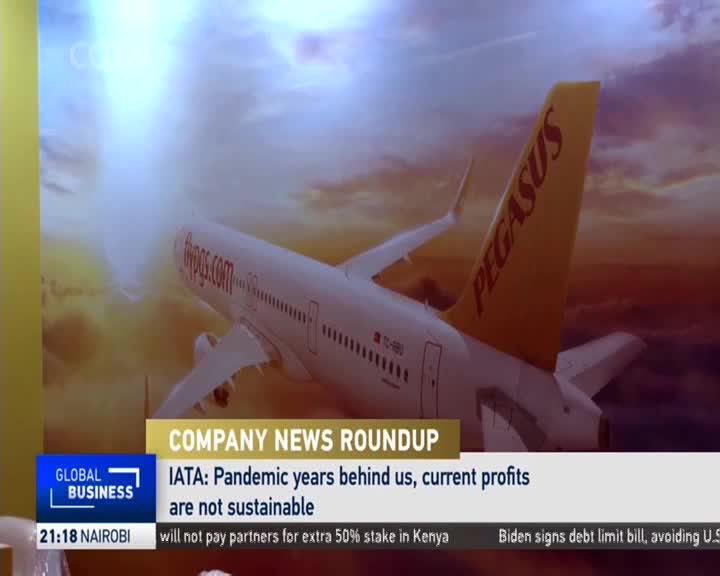 CGTN
PEGASUS
flypgs.com
COMPANY NEWS ROUNDUP
GLOBAL
BUSINESS
IATA: Pandemic years behind us, current profits
are not sustainable
21:18 NAIROBI
will not pay partners for extra 50% stake in Kenya
Biden signs debt limit bill, avoiding U.S